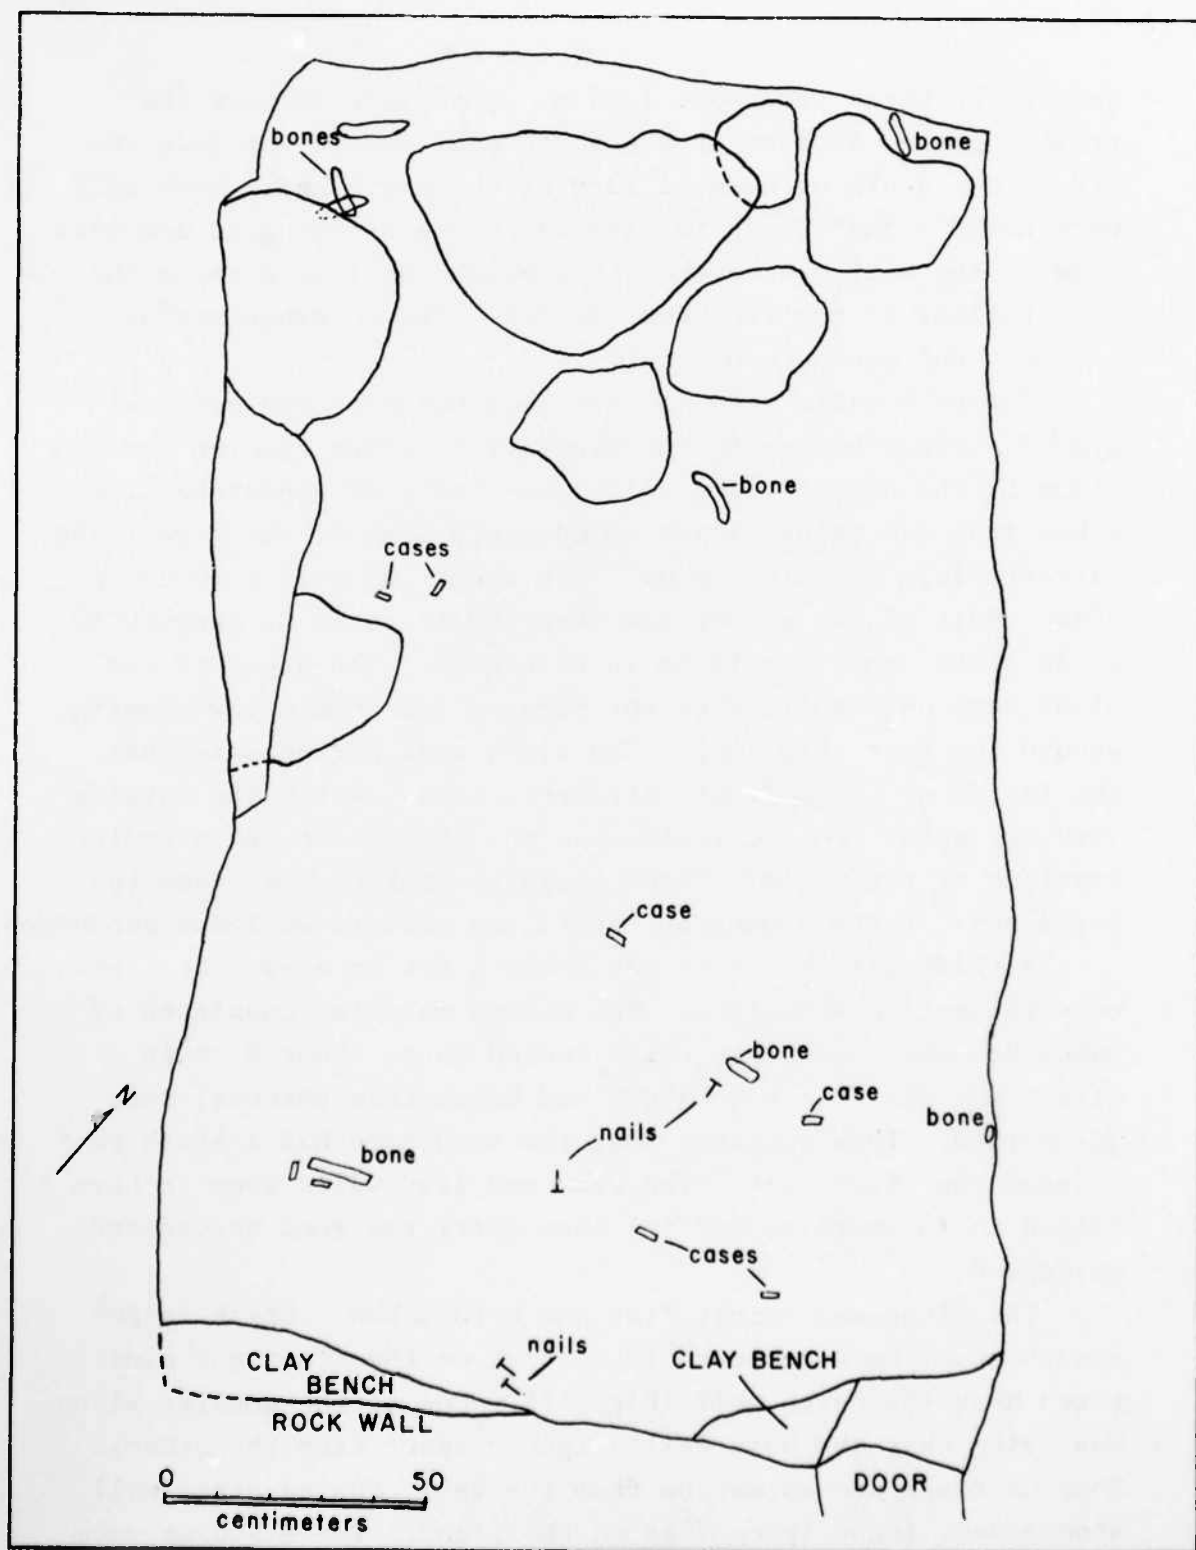 bones
bone
bone
cases
case
bone
case
bone
nails
bone
cases
nails
CLAY BENCH
CLAY
BENCH
ROCK WALL
DOOR
0 50
centimeters
N